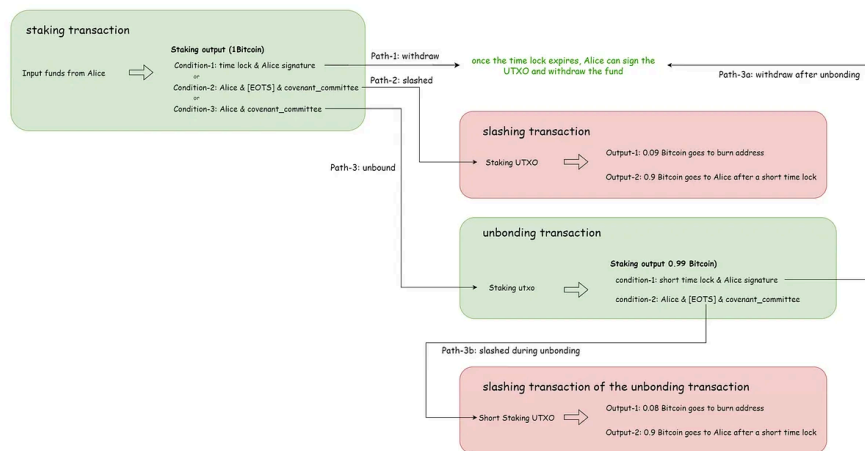 staking transaction
Staking output (1Bitcoin)
Input funds from Alice
Condition-1: time lock & Alice signature
or
Condition-2: Alice & [EOTS] & covenant_committee
or
Condition-3: Alice & covenant_committee
Path-1: withdraw
Path-2: slashed
Path-3: unbound
once the time lock expires, Alice can sign the
UTXO and withdraw the fund
Path-3a: withdraw after unbonding
slashing transaction
Staking UTXO
Output-1: 0.09 Bitcoin goes to burn address
Output-2: 0.9 Bitcoin goes to Alice after a short time lock
unbonding transaction
Staking output 0.99 Bitcoin)
Staking utxo
condition-1: short time lock & Alice signature
condition-2: Alice & [EOTS] & covenant_committee
Path-3b: slashed during unbonding
slashing transaction of the unbonding transaction
Short Staking UTXO
Output-1: 0.08 Bitcoin goes to burn address
Output-2: 0.9 Bitcoin goes to Alice after a short time lock